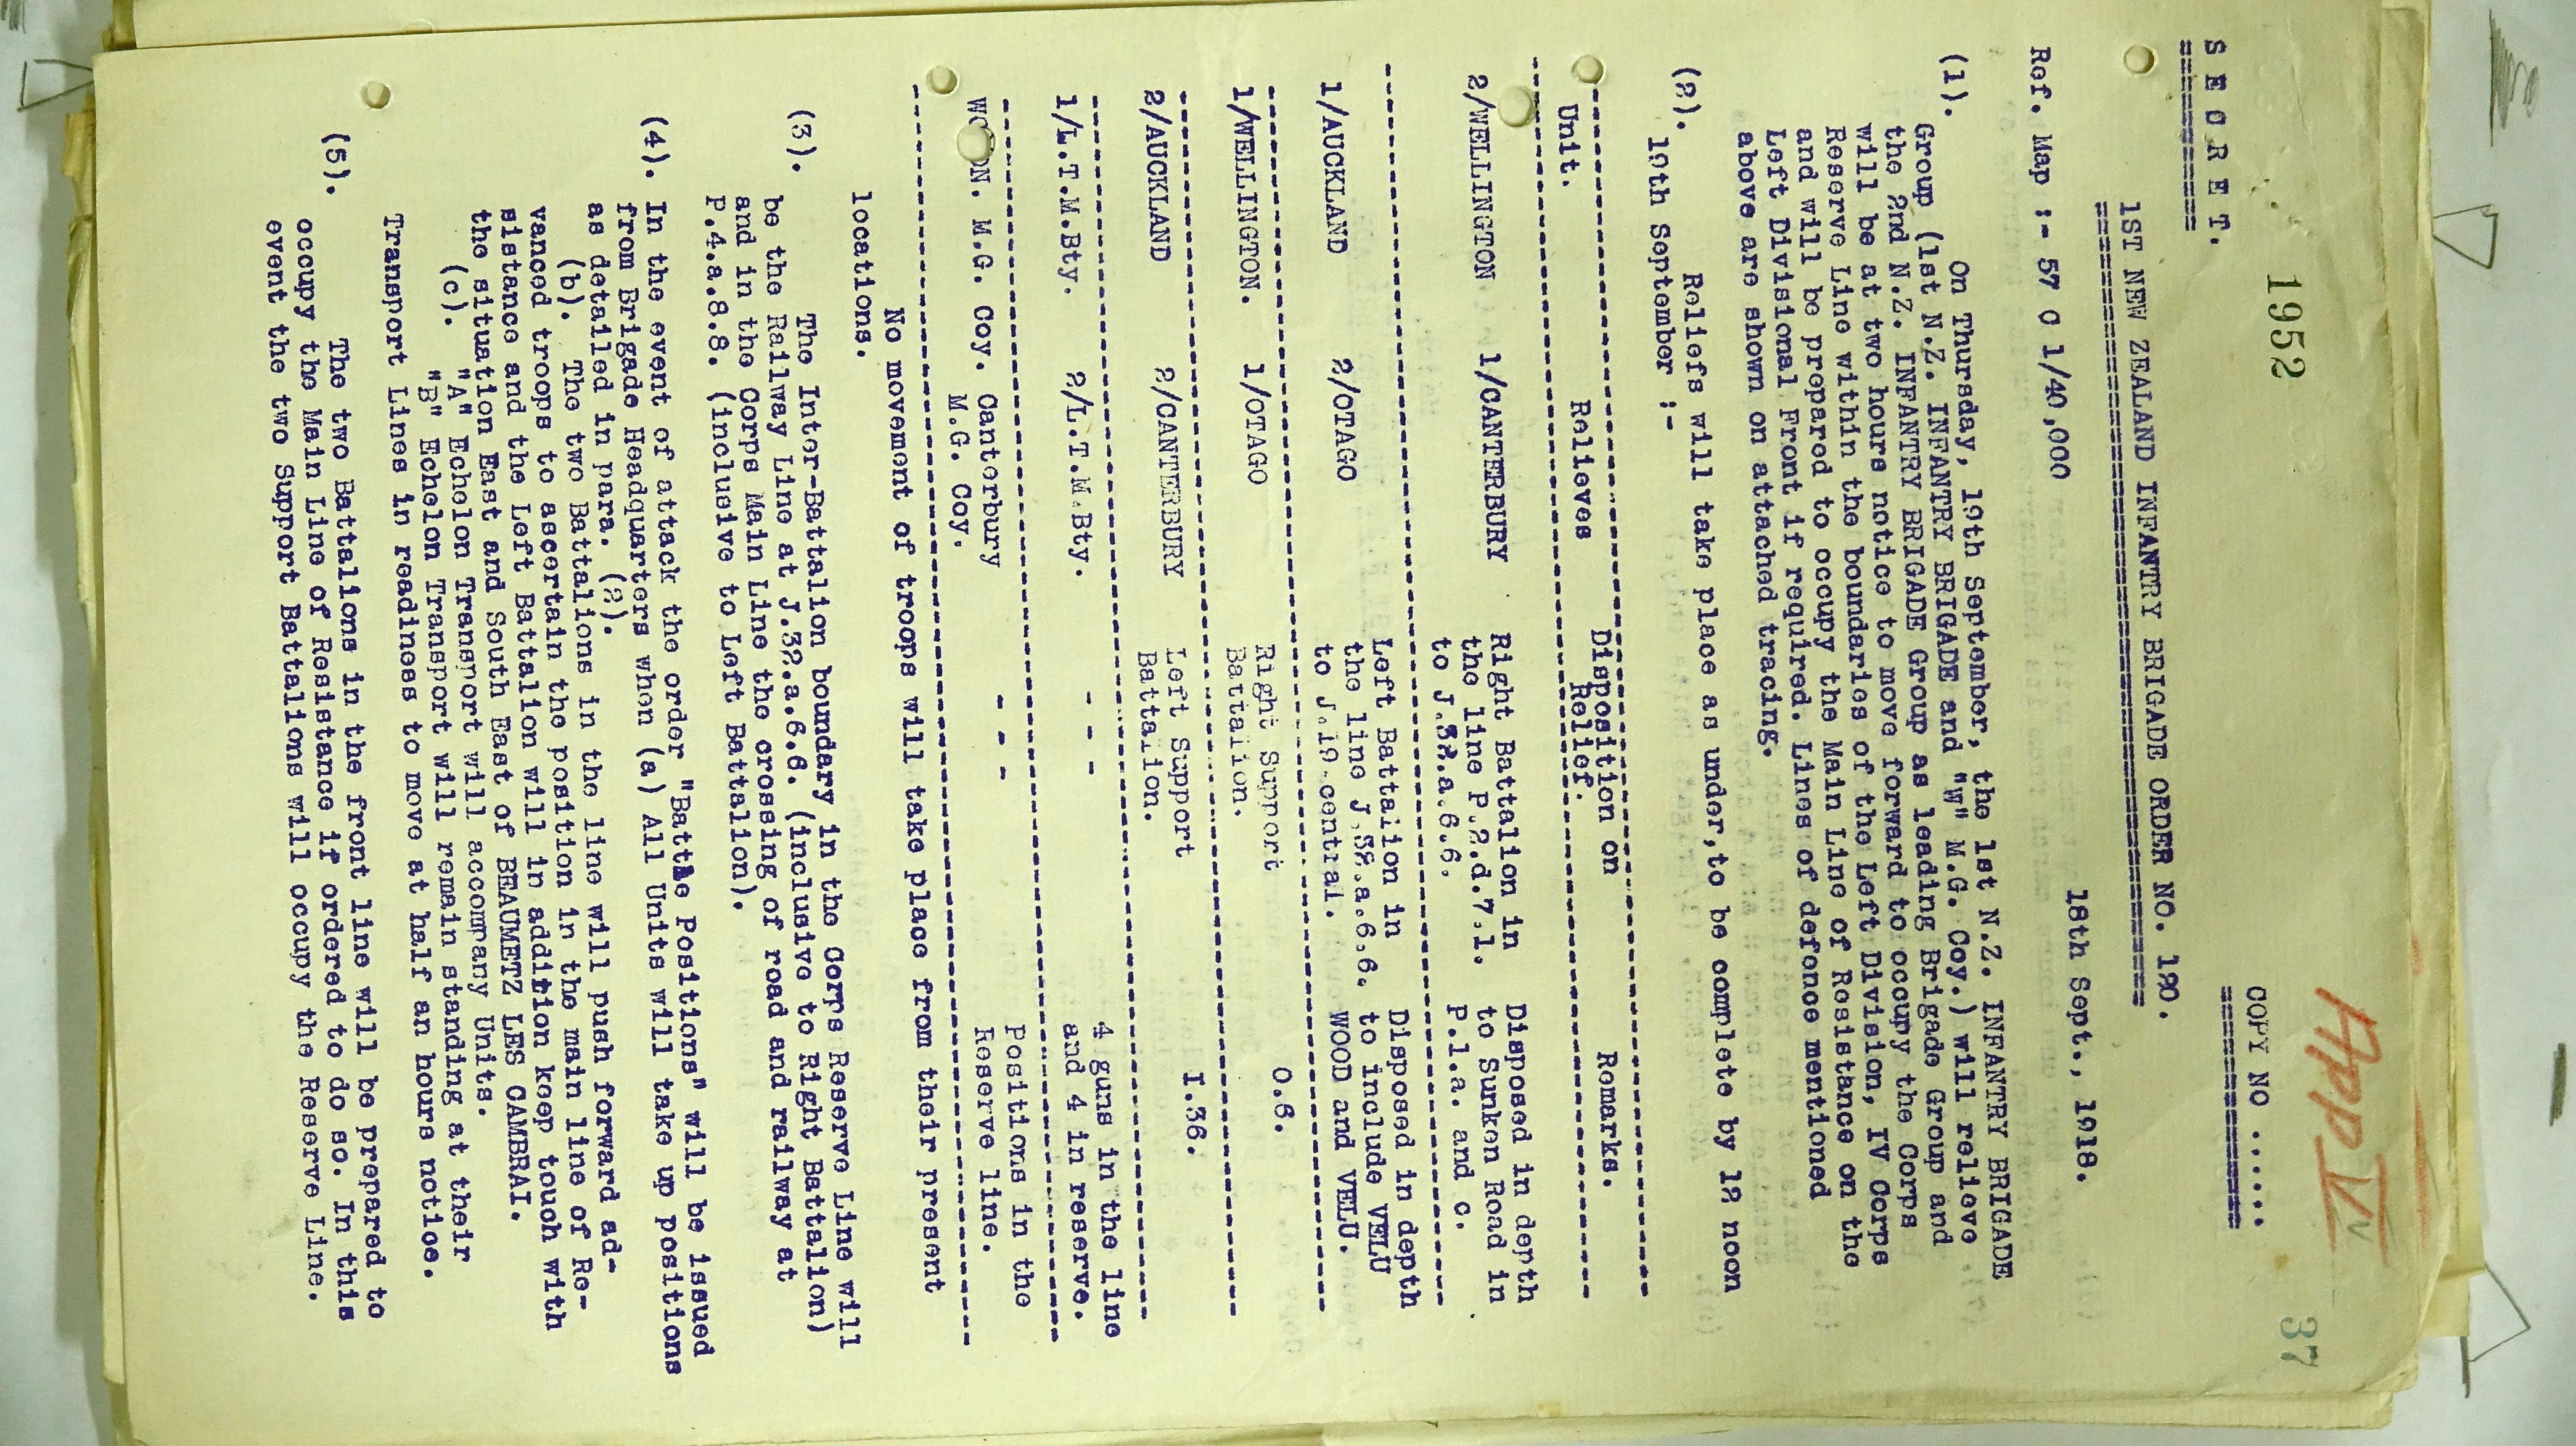 1952
App IV
37
S E C R E T.
COPY NO ......
1ST NEW ZEALAND INFANTRY BRIGADE ORDER NO. 190.
18th Sept., 1918.
Ref. Map :- 57 C 1/40,000
(1). On Thursday, 19th September, the 1st N.Z. INFANTRY BRIGADE
Group (1st N.Z. INFANTRY BRIGADE and "W" M.G. Coy.) will relieve
the 2nd N.Z. INFANTRY BRIGADE Group as leading Brigade Group and
will be at two hours notice to move forward to occupy the Corps
Reserve Line within the boundaries of the Left Division, IV Corps
and will be prepared to occupy the Main Line of Resistance on the
Left Divisional Front if required. Lines of defence mentioned
above are shown on attached tracing.
(2). Reliefs will take place as under,to be complete by 12 noon
19th September :-
Unit. Relieves Disposition on Remarks.
Relief.
2/WELLINGTON 1/CANTERBURY Right Battalion in Disposed in depth
the line P.2.d.7.1. to Sunken Road in
to J.32.a.6.6. P.1.a. and c.
1/AUCKLAND 2/OTAGO Left Battalion in Disposed in depth
the line J.32.a.6.6. to include VELU
to J.19.central. WOOD and VELU.
1/WELLINGTON. 1/OTAGO Right Support O.6.
Battalion.
2/AUCKLAND 2/CANTERBURY Left Support I.36.
Battalion.
1/L.T.M.Bty. 2/L.T.M.Bty. - - - 4 guns in the line
and 4 in reserve.
N. M.G. Coy. Canterbury - - - Positions in the
M.G. Coy. Reserve line.
No movement of troops will take place from their present
locations.
(3). The Inter-Battalion boundary in the Corps Reserve Line will
be the Railway Line at J.32.a.6.6. (inclusive to Right Battalion)
and in the Corps Main Line the crossing of road and railway at
P.4.a.8.8. (inclusive to Left Battalion).
(4). In the event of attack the order "Battle Positions" will be issued
from Brigade Headquarters when (a) All Units will take up positions
as detailed in para. (2).
(b). The two Battalions in the line will push forward ad-
vanced troops to ascertain the position in the main line of Re-
sistance and the Left Battalion will in addition keep touch with
the situation East and South East of BEAUMETZ LES CAMBRAI.
(c). "A" Echelon Transport will accompany Units.
"B" Echelon Transport will remain standing at their
Transport Lines in readiness to move at half an hours notice.
(5). The two Battalions in the front line will be prepared to
occupy the Main Line of Resistance if ordered to do so. In this
event the two Support Battalions will occupy the Reserve Line.